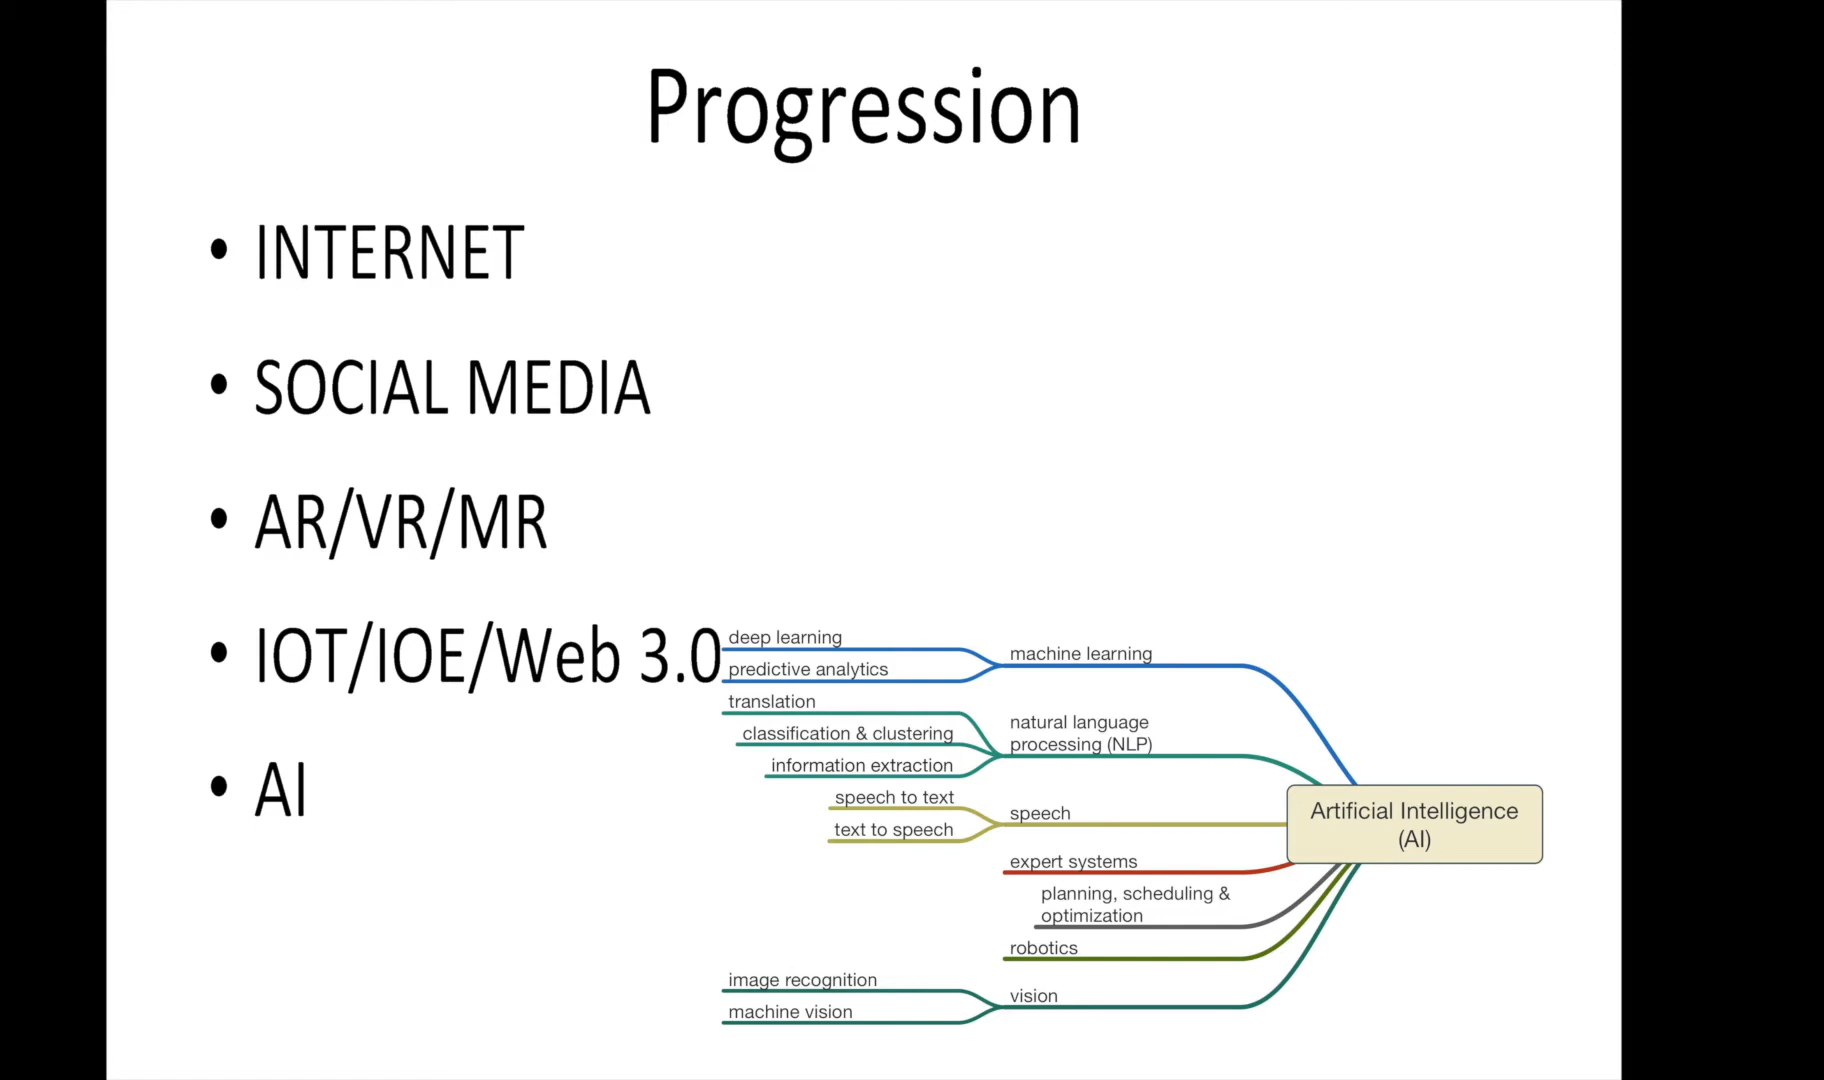 Progression
• INTERNET
• SOCIAL MEDIA
• AR/VR/MR
• IOT/IOE/Web 3.0
• AI
deep learning
predictive analytics
machine learning
translation
classification & clustering
information extraction
natural language
processing (NLP)
speech to text
text to speech
speech
expert systems
planning, scheduling &
optimization
robotics
image recognition
machine vision
vision
Artificial Intelligence
(AI)